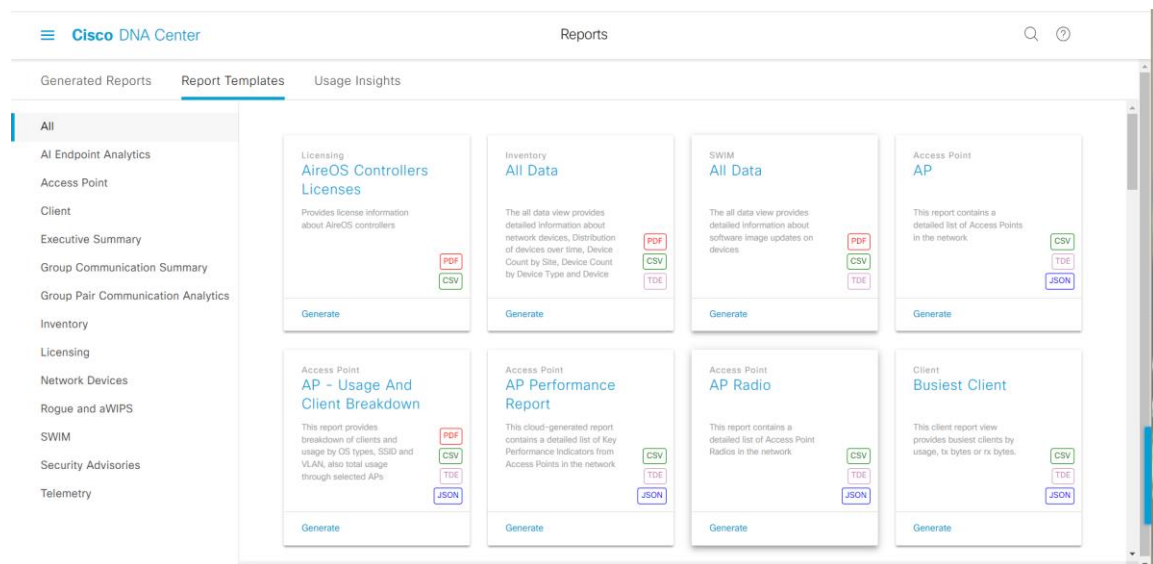 Cisco DNA Center
Reports
Generated Reports
Report Templates
Usage Insights
All
AI Endpoint Analytics
Access Point
Client
Executive Summary
Group Communication Summary
Group Pair Communication Analytics
Inventory
Licensing
Network Devices
Rogue and aWIPS
SWIM
Security Advisories
Telemetry
Licensing
AireOS Controllers
Licenses
Provides license information
about AireOS controllers
PDF
CSV
Generate
Inventory
All Data
The all data view provides
detailed information about
network devices, Distribution
of devices over time, Device
Count by Site, Device Count
by Device Type and Device
PDF
CSV
TDE
Generate
SWIM
All Data
The all data view provides
detailed information about
software image updates on
devices
PDF
CSV
TDE
Generate
Access Point
AP
This report contains a
detailed list of Access Points
in the network
CSV
TDE
JSON
Generate
Access Point
AP - Usage And
Client Breakdown
This report provides
breakdown of clients and
usage by OS types, SSID and
VLAN, also total usage
through selected APs
PDF
CSV
TDE
JSON
Generate
Access Point
AP Performance
Report
This cloud-generated report
contains a detailed list of Key
Performance Indicators from
Access Points in the network
CSV
TDE
JSON
Generate
Access Point
AP Radio
This report contains a
detailed list of Access Point
Radios in the network
CSV
TDE
JSON
Generate
Client
Busiest Client
This client report view
provides busiest clients by
usage, tx bytes or rx bytes.
CSV
TDE
JSON
Generate